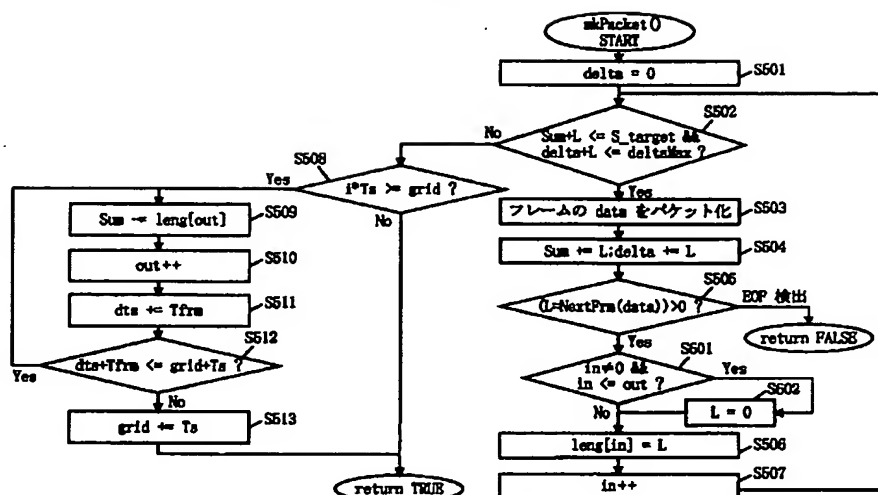 mkPacket()
START
delta = 0
S501
S502
Sum+L <= S_target &&
delta+L <= deltaMax ?
No
Yes
S508
i*Ts >= grid ?
Yes
No
フレームの data をパケット化
S503
Sum -= leng[out]
S509
Sum += L;delta += L
S504
out++
S510
S505
(L=NextFrm(data))>0 ?
EOF 検出
return FALSE
Yes
dts += Tfrm
S511
S512
dts+Tfrm <= grid+Ts ?
Yes
No
S601
in≠0 &&
in <= out ?
Yes
No
S602
L = 0
grid += Ts
S513
leng[in] = L
S506
in++
S507
return TRUE